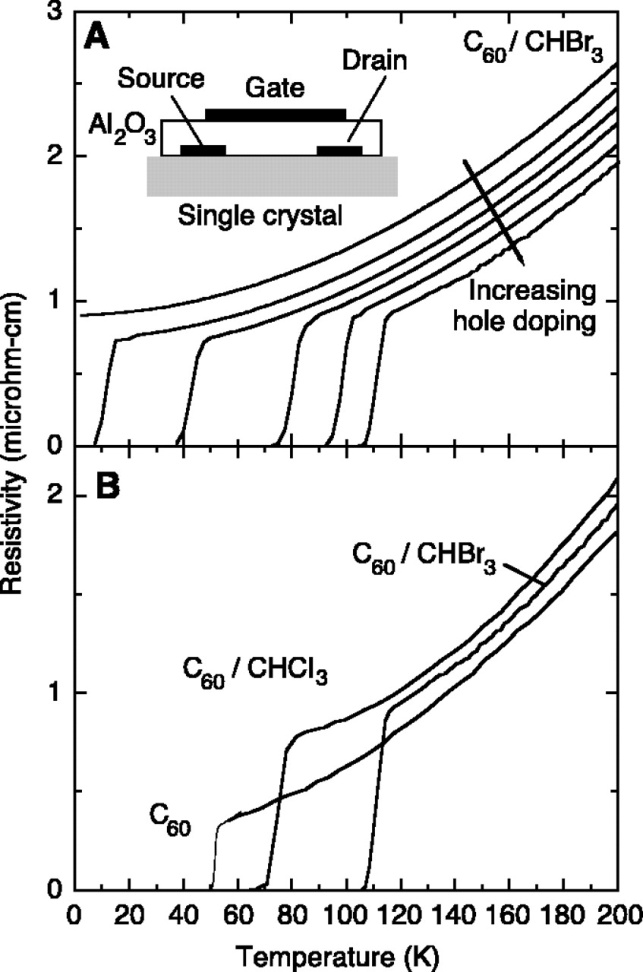 3
A
C60 / CHBr3
Source
Gate
Drain
Al2O3
2
Single crystal
Increasing
hole doping
1
0
Resistivity (microhm-cm)
B
2
C60 / CHBr3
C60 / CHCl3
1
C60
0
0 20 40 60 80 100 120 140 160 180 200
Temperature (K)